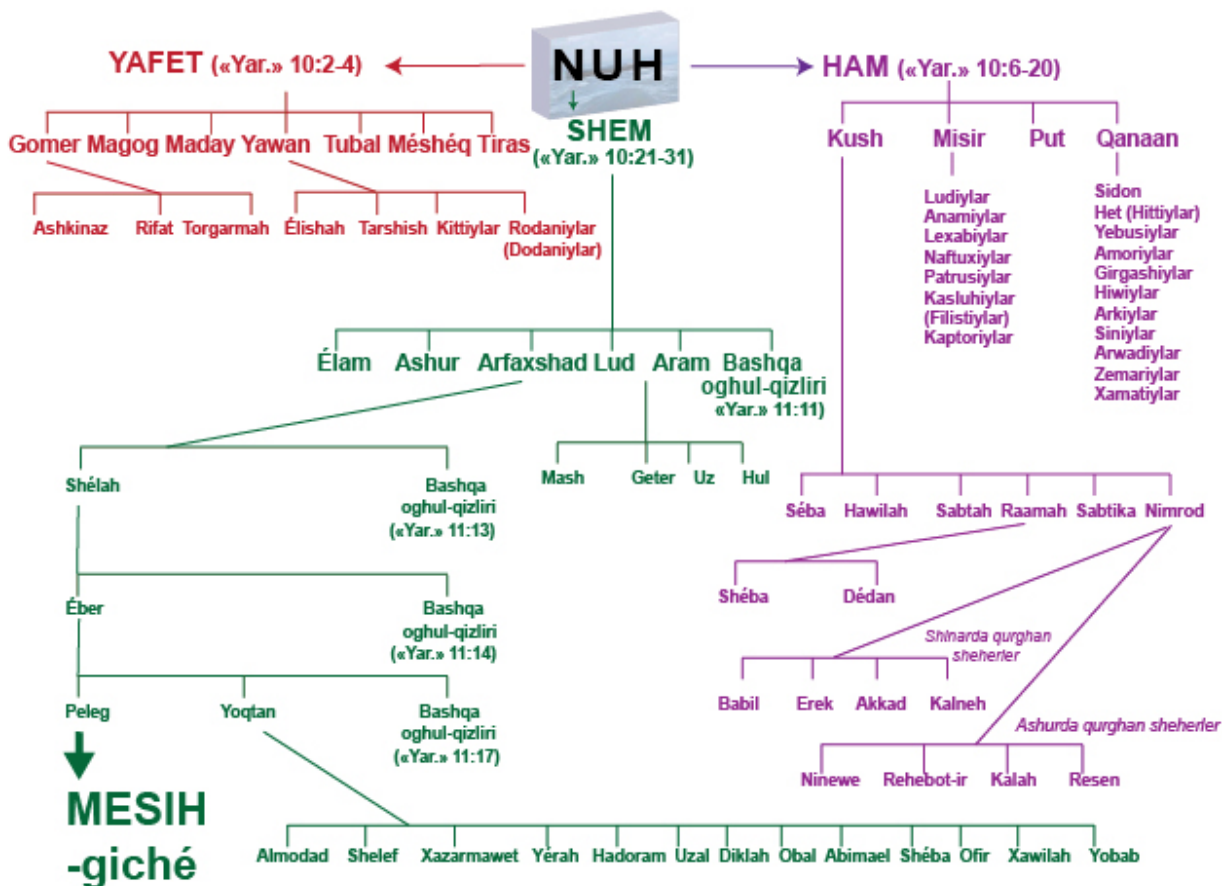 NUH
YAFET («Yar.» 10:2-4)
HAM («Yar.» 10:6-20)
SHEM
(«Yar.» 10:21-31)
Gomer Magog Maday Yawan Tubal Méshéq Tiras
Ashkinaz Rifat Torgarmah Élishah Tarshish Kittiylar Rodaniylar
(Dodaniylar)
Kush Misir Put Qanaan
Ludiylar
Anamiylar
Lexabiylar
Naftuxiylar
Patrusiylar
Kasluhiylar
(Filistiylar)
Kaptoriylar
Sidon
Het (Hittiylar)
Yebusiylar
Amoriylar
Girgashiylar
Hiwiylar
Arkiylar
Siniylar
Arwadiylar
Zemariylar
Xamatiylar
Élam Ashur Arfaxshad Lud Aram Bashqa
oghul-qizliri
«Yar.» 11:11)
Mash Geter Uz Hul
Shélah
Bashqa
oghul-qizliri
(«Yar.» 11:13)
Éber
Bashqa
oghul-qizliri
(«Yar.» 11:14)
Peleg Yoqtan
Bashqa
oghul-qizliri
(«Yar.» 11:17)
MESIH
-giché
Almodad Shelef Xazarmawet Yérah Hadoram Uzal Diklah Obal Abimael Shéba Ofir Xawilah Yobab
Séba Hawilah Sabtah Raamah Sabtika Nimrod
Shéba Dédan
Shinarda qurghan
sheherler
Babil Erek Akkad Kalneh
Ashurda qurghan sheherler
Ninewe Rehebot-ir Kalah Resen